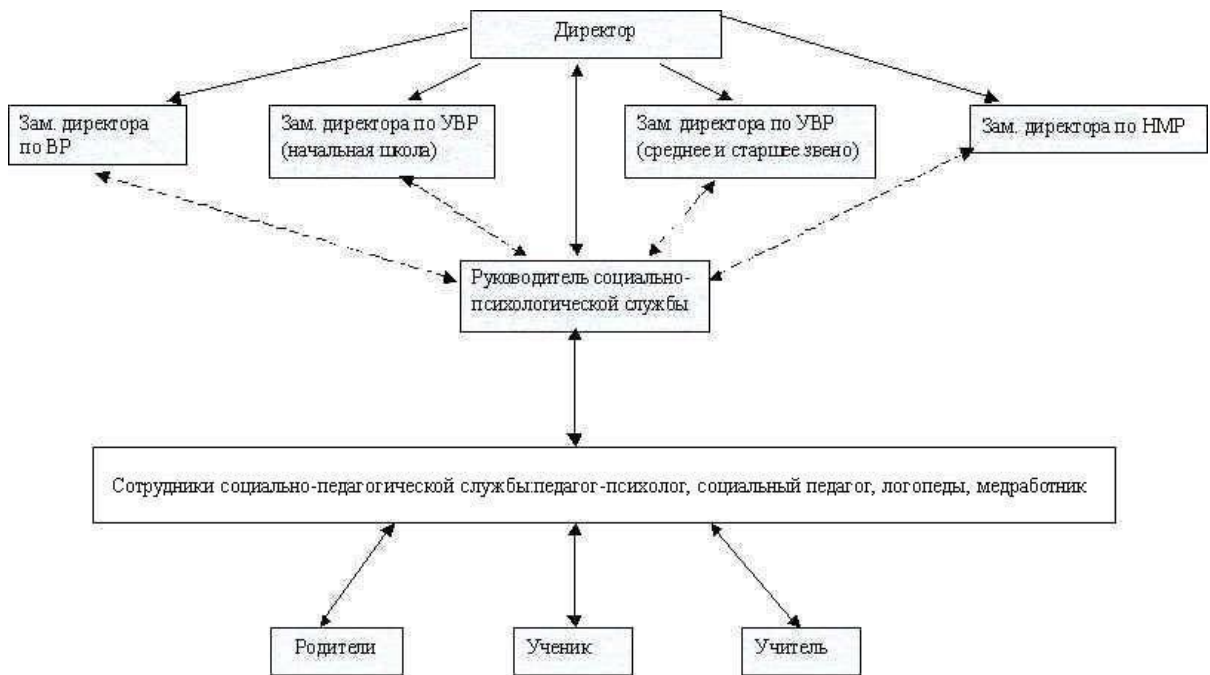 Директор
Зам. директора
по ВР
Зам. директора по УВР
(начальная школа)
Зам. директора по УВР
(среднее и старшее звено)
Зам. директора по НМР
Руководитель социально-
психологической службы
Сотрудники социально-педагогической службы:педагог-психолог, социальный педагог, логопеды, медработник
Родители
Ученик
Учитель